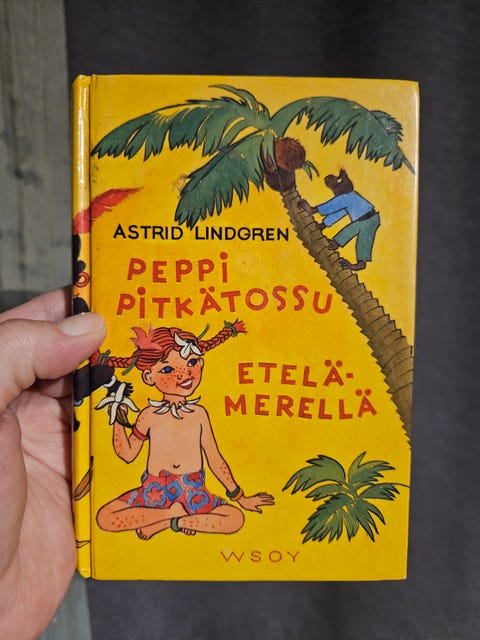 ASTRID LINDGREN
PEPPI
PITKÄTOSSU
ETELÄ-
MERELLÄ
WSOY